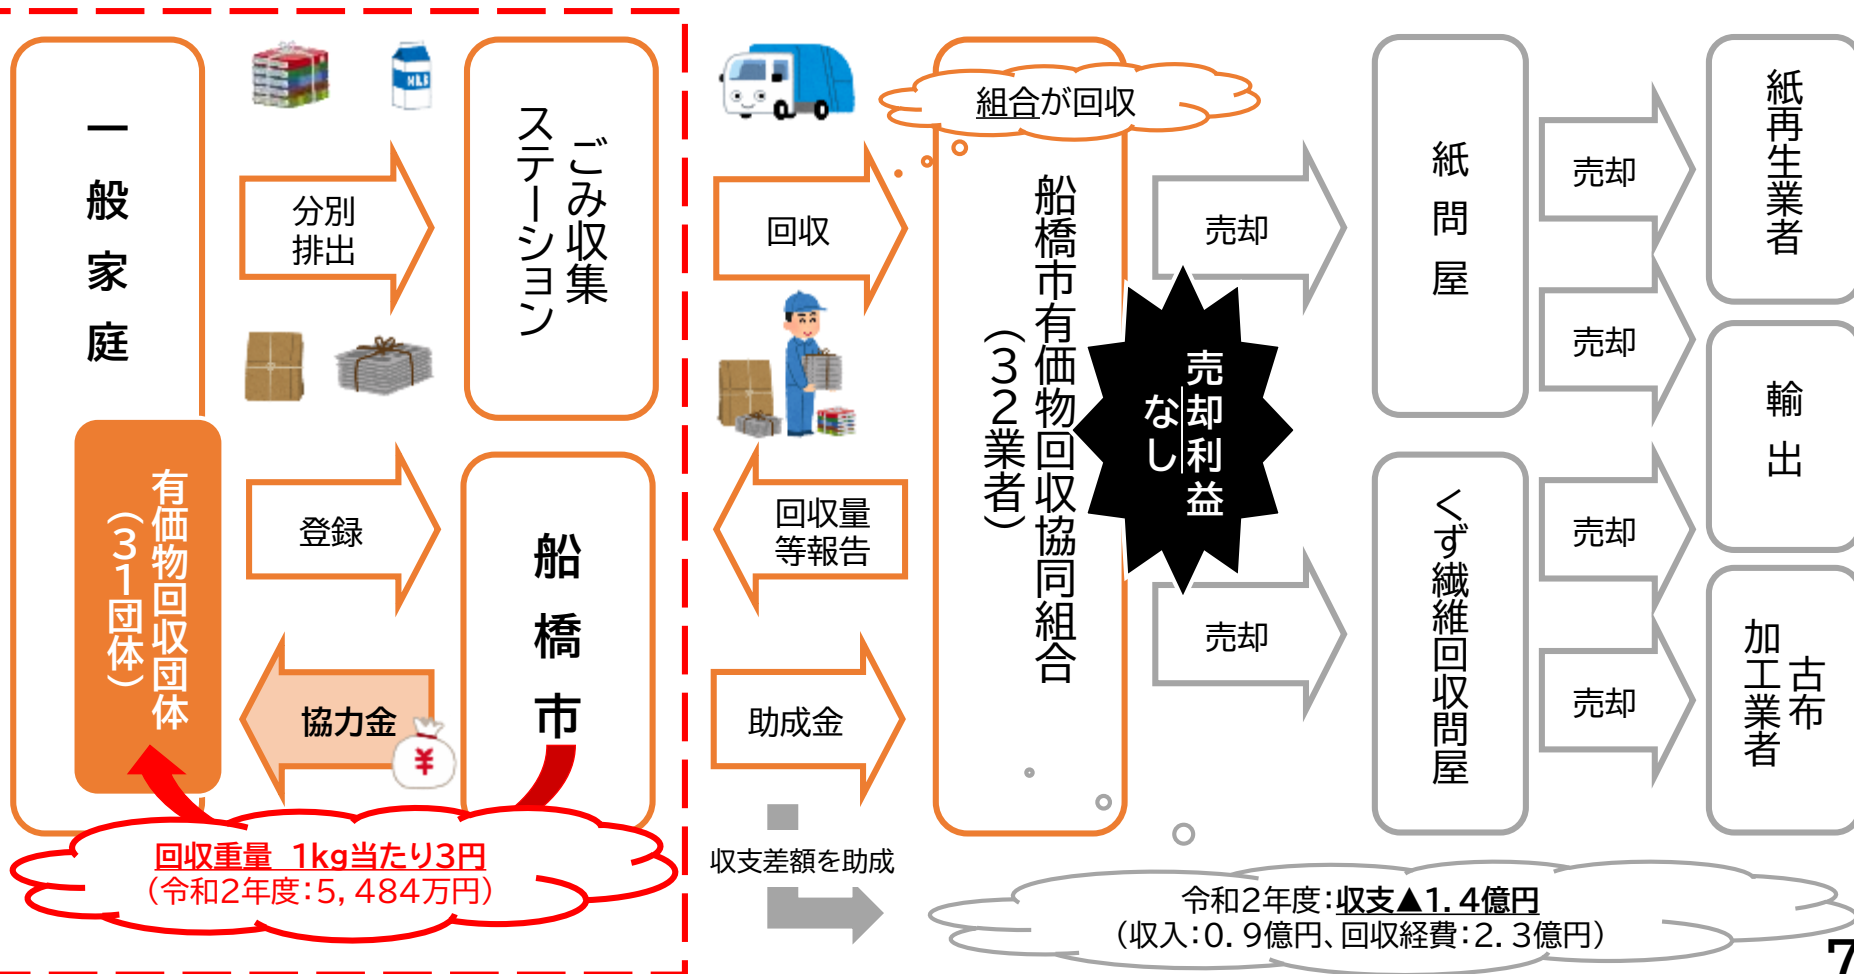 一般家庭
有価物回収団体
（３１団体）
分別
排出
ごみ収集
ステーション
登録
船橋市
協力金
¥
回収重量 1kg当たり3円
（令和2年度：5，484万円）
MILK
回収
組合が回収
船橋市有価物回収協同組合
（３２業者）
回収量
等報告
助成金
収支差額を助成
売却利益
なし
売却
売却
紙問屋
くず繊維回収問屋
売却
売却
売却
売却
紙再生業者
輸出
古布
加工業者
令和2年度：収支▲1．4億円
（収入：0．9億円、回収経費：2．3億円）
7